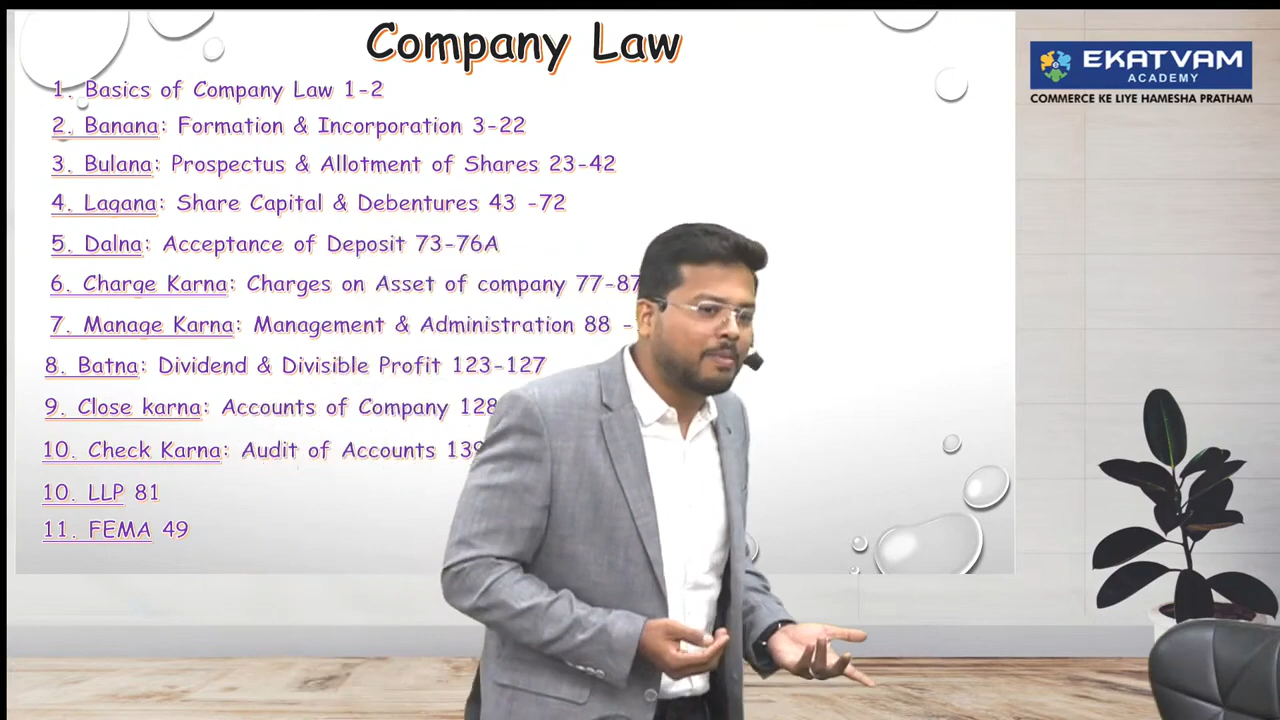 Company Law
1. Basics of Company Law 1-2
2. Banana: Formation & Incorporation 3-22
3. Bulana: Prospectus & Allotment of Shares 23-42
4. Lagana: Share Capital & Debentures 43 -72
5. Dalna: Acceptance of Deposit 73-76A
6. Charge Karna: Charges on Asset of company 77-87
7. Manage Karna: Management & Administration 88 -
8. Batna: Dividend & Divisible Profit 123-127
9. Close karna: Accounts of Company 128
10. Check Karna: Audit of Accounts 139
10. LLP 81
11. FEMA 49
EKATVAM
ACADEMY
COMMERCE KE LIYE HAMESHA PRATHAM